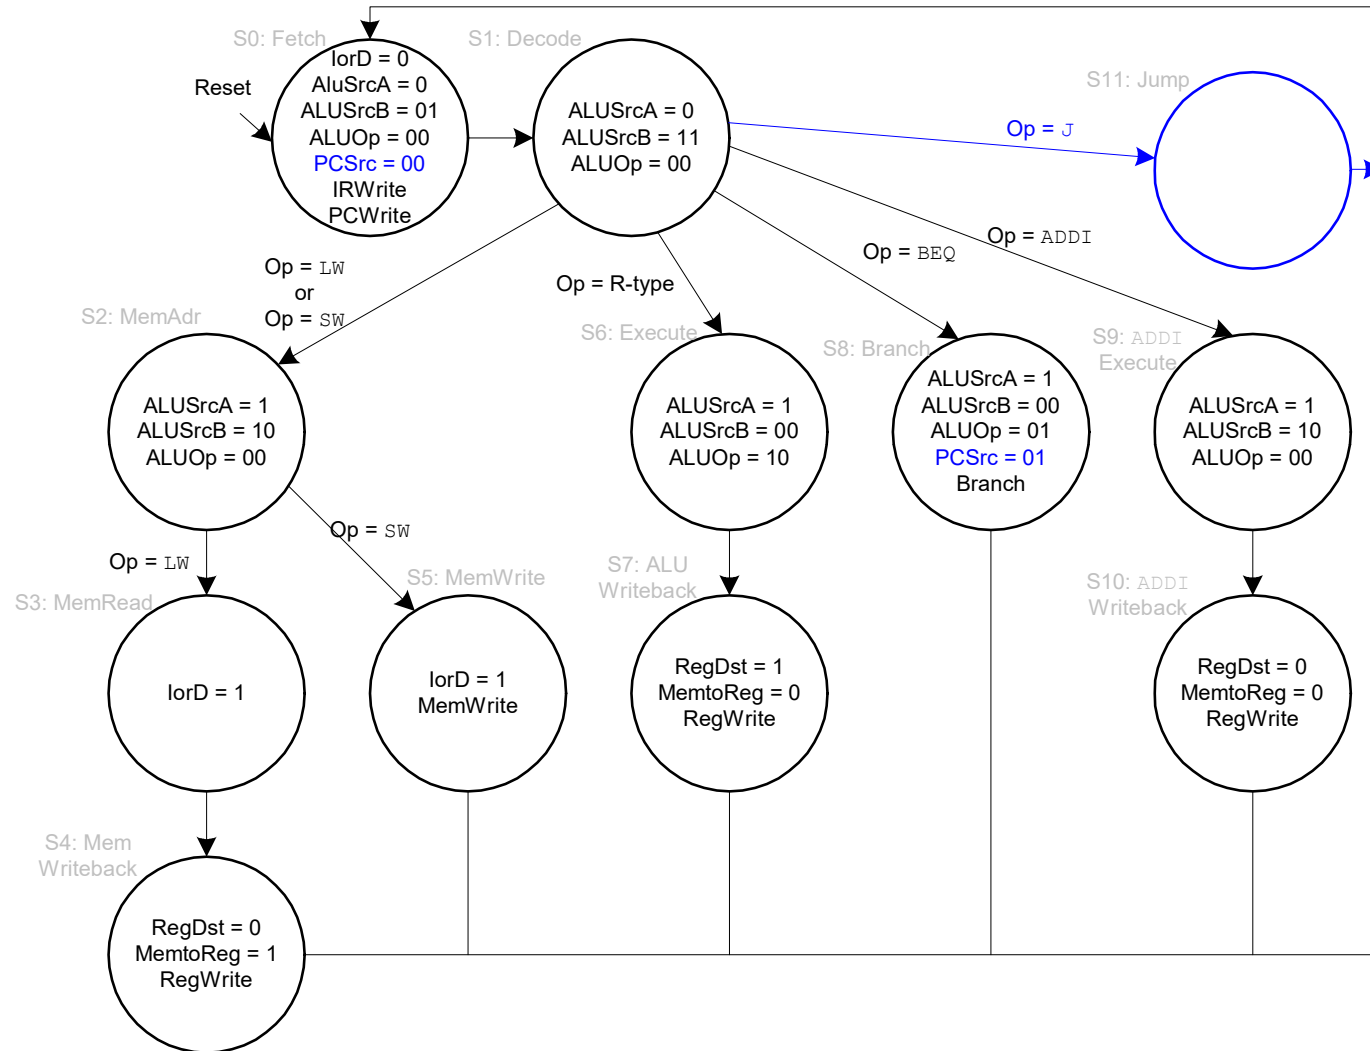 S0: Fetch
IorD = 0
AluSrcA = 0
ALUSrcB = 01
ALUOp = 00
PCSrc = 00
IRWrite
PCWrite
Reset
S1: Decode
ALUSrcA = 0
ALUSrcB = 11
ALUOp = 00
S11: Jump
Op = J
Op = ADDI
Op = BEQ
Op = R-type
Op = LW
or
Op = SW
S2: MemAdr
ALUSrcA = 1
ALUSrcB = 10
ALUOp = 00
S6: Execute
ALUSrcA = 1
ALUSrcB = 00
ALUOp = 10
S8: Branch
ALUSrcA = 1
ALUSrcB = 00
ALUOp = 01
PCSrc = 01
Branch
S9: ADDI
Execute
ALUSrcA = 1
ALUSrcB = 10
ALUOp = 00
Op = LW
Op = SW
S3: MemRead
IorD = 1
S5: MemWrite
IorD = 1
MemWrite
S7: ALU
Writeback
RegDst = 1
MemtoReg = 0
RegWrite
S10: ADDI
Writeback
RegDst = 0
MemtoReg = 0
RegWrite
S4: Mem
Writeback
RegDst = 0
MemtoReg = 1
RegWrite